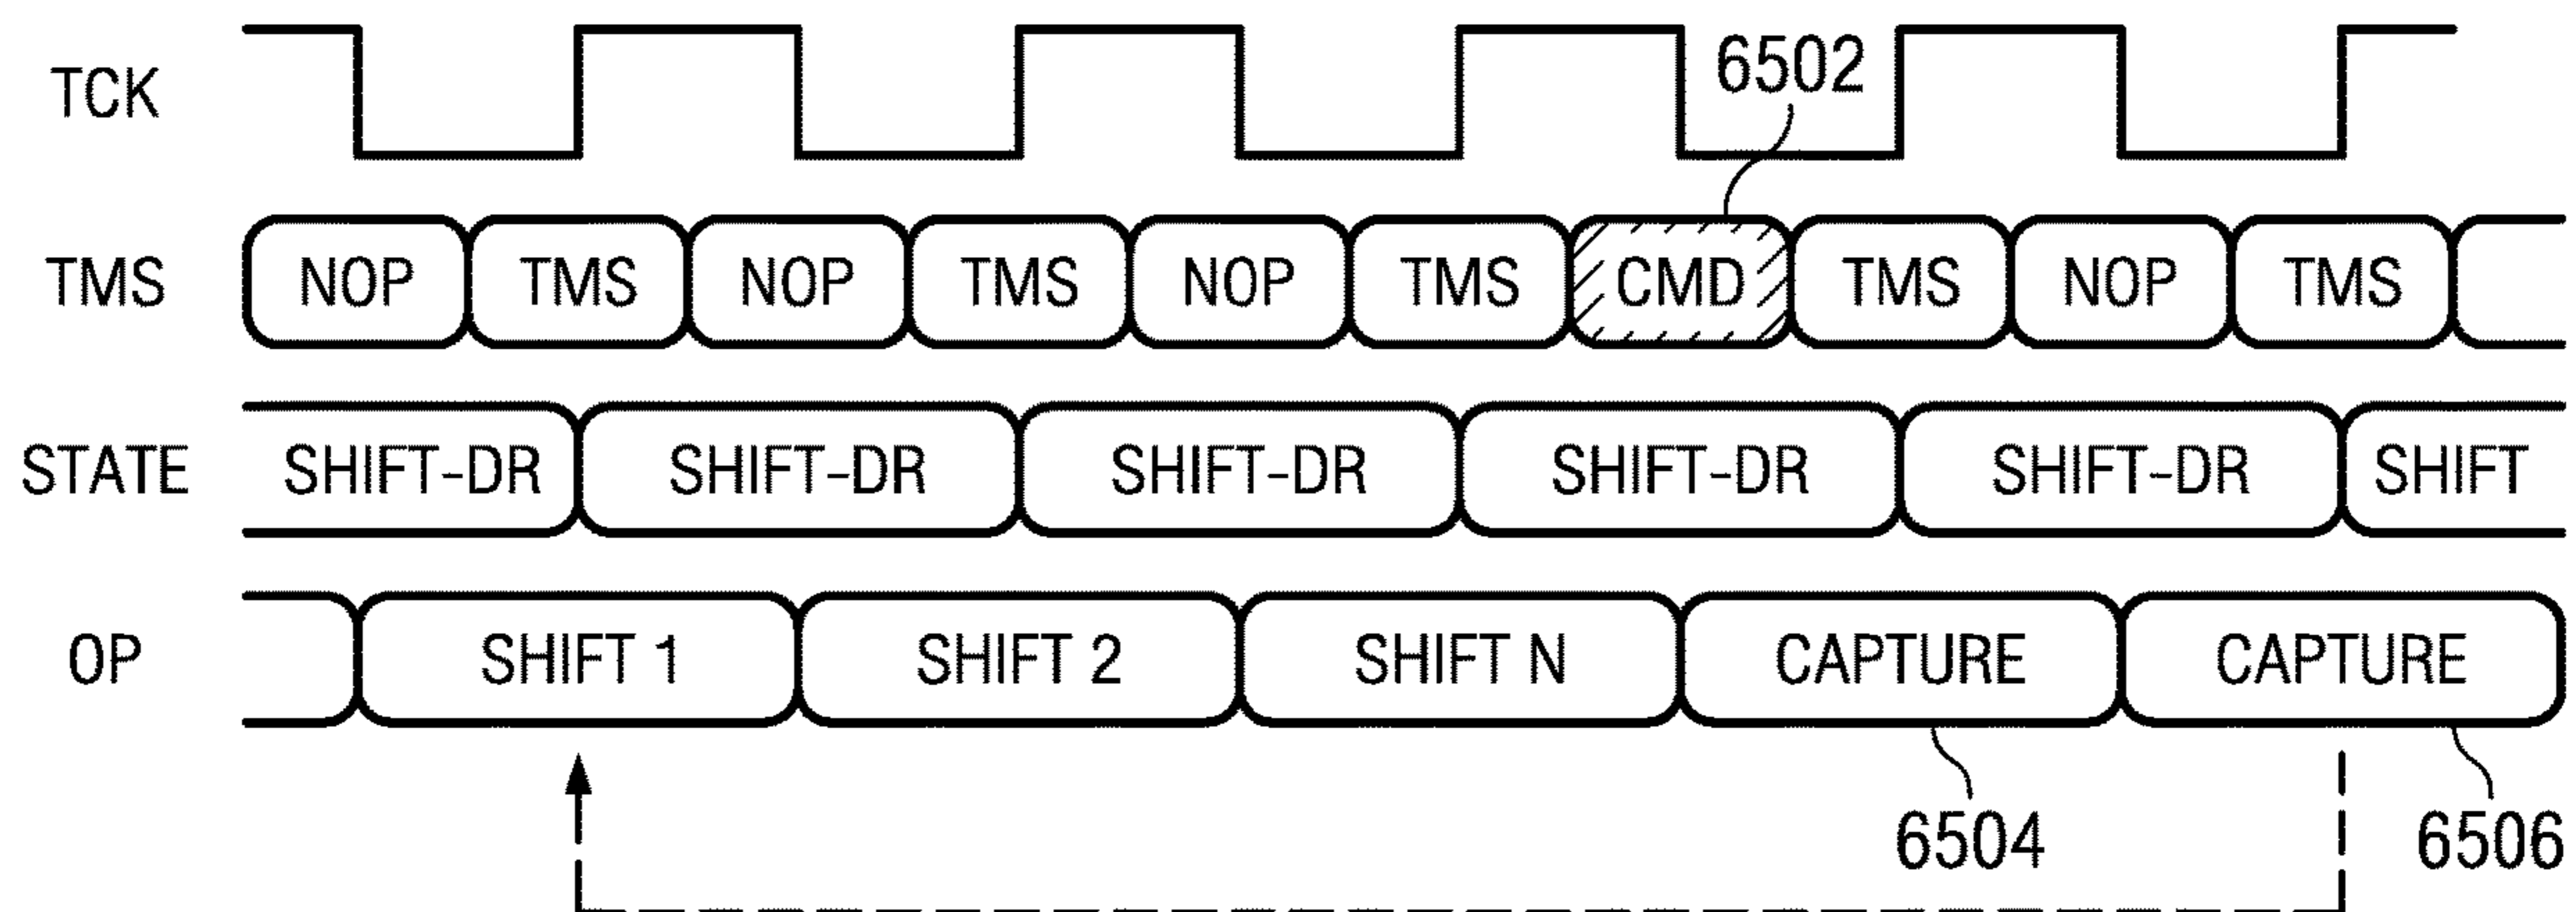 6502
TCK
TMS NOP TMS NOP TMS NOP TMS CMD TMS NOP TMS
STATE SHIFT-DR SHIFT-DR SHIFT-DR SHIFT-DR SHIFT-DR SHIFT
OP SHIFT 1 SHIFT 2 SHIFT N CAPTURE CAPTURE
6504 6506